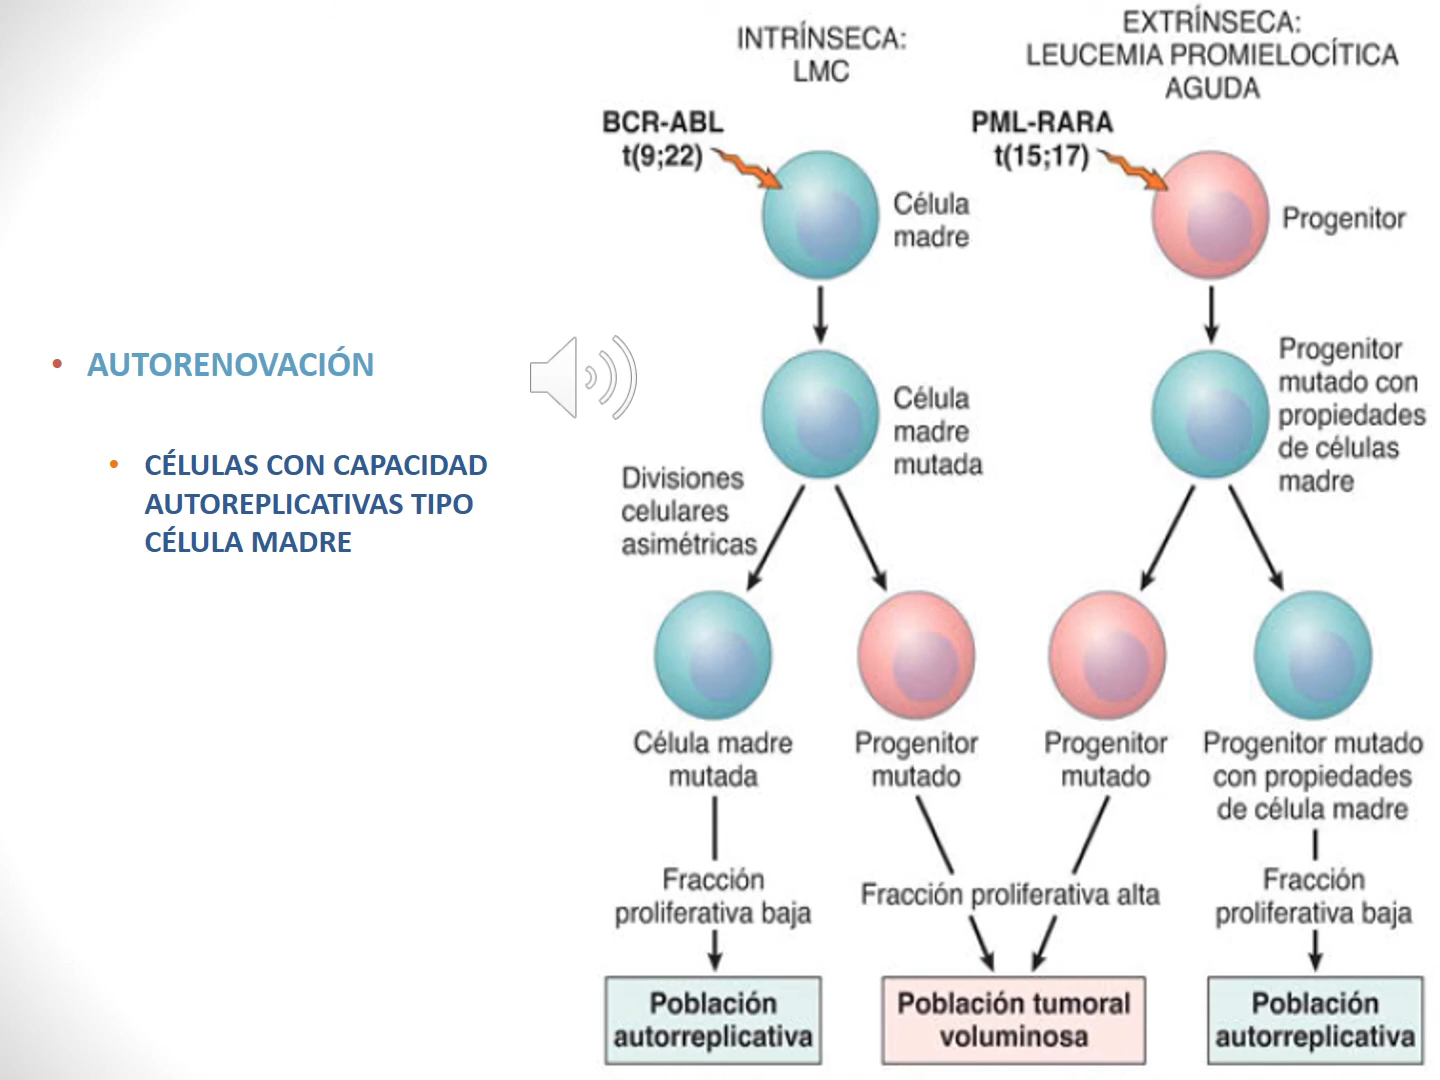 • AUTORENOVACIÓN
• CÉLULAS CON CAPACIDAD
AUTOREPLICATIVAS TIPO
CÉLULA MADRE
INTRÍNSECA:
LMC
EXTRÍNSECA:
LEUCEMIA PROMIELOCÍTICA
AGUDA
BCR-ABL
t(9;22)
PML-RARA
t(15;17)
Célula
madre
Progenitor
Célula
madre
mutada
Progenitor
mutado con
propiedades
de células
madre
Divisiones
celulares
asimétricas
Célula madre
mutada
Progenitor
mutado
Progenitor
mutado
Progenitor mutado
con propiedades
de célula madre
Fracción
proliferativa baja
Fracción proliferativa alta
Fracción
proliferativa baja
Población
autorreplicativa
Población tumoral
voluminosa
Población
autorreplicativa